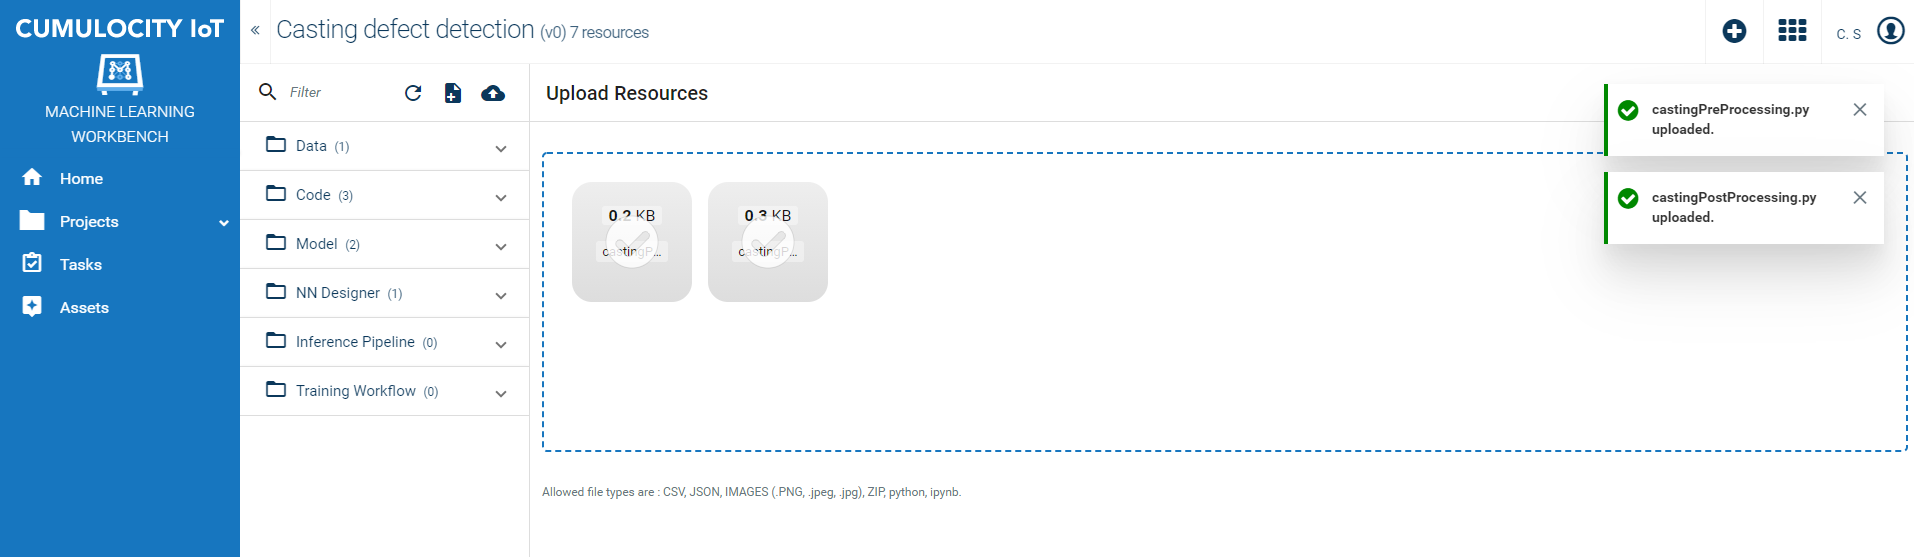 CUMULOCITY IoT
MACHINE LEARNING
WORKBENCH
Home
Projects
Tasks
Assets
Casting defect detection (v0) 7 resources
C. S
Filter
Data (1)
Code (3)
Model (2)
NN Designer (1)
Inference Pipeline (0)
Training Workflow (0)
Upload Resources
0.2 KB
castingP...
0.3 KB
castingP...
Allowed file types are : CSV, JSON, IMAGES (.PNG, .jpeg, .jpg), ZIP, python, ipynb.
castingPreProcessing.py
uploaded.
castingPostProcessing.py
uploaded.